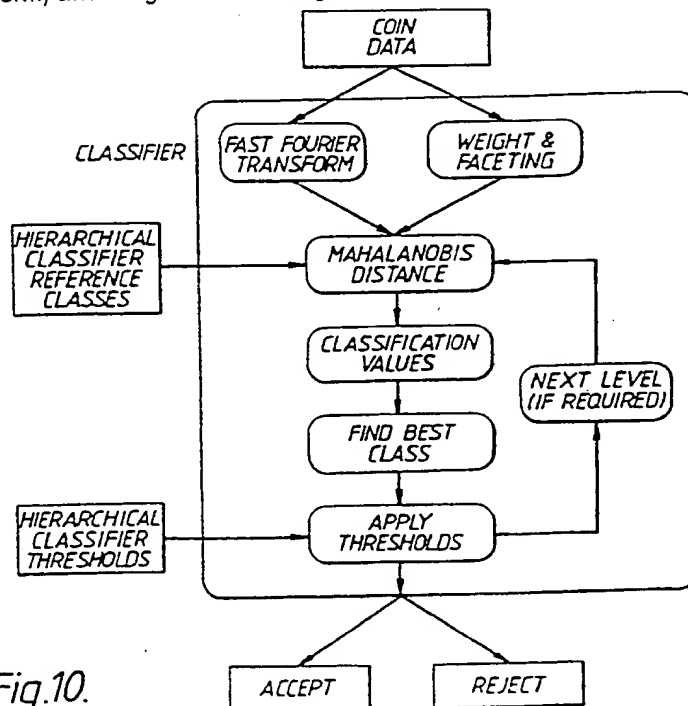 COIN
DATA
CLASSIFIER
FAST FOURIER
TRANSFORM
WEIGHT &
FACETING
HIERARCHICAL
CLASSIFIER
REFERENCE
CLASSES
MAHALANOBIS
DISTANCE
CLASSIFICATION
VALUES
NEXT LEVEL
(IF REQUIRED)
FIND BEST
CLASS
HIERARCHICAL
CLASSIFIER
THRESHOLDS
APPLY
THRESHOLDS
Fig.10.
ACCEPT
REJECT